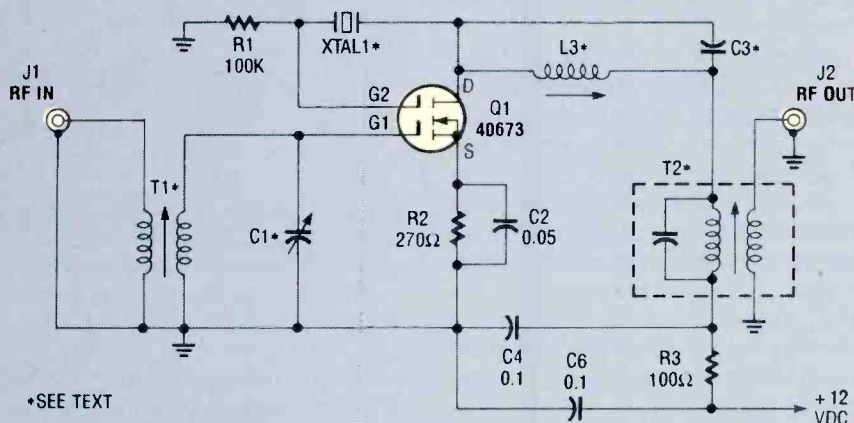 R1
100K
XTAL1*
L3*
C3*
J1
RF IN
J2
RF OUT
D
G2
Q1
G1
40673
S
T1*
T2*
C1*
R2
270Ω
C2
0.05
C4
0.1
C6
0.1
R3
100Ω
*SEE TEXT
+12
VDC